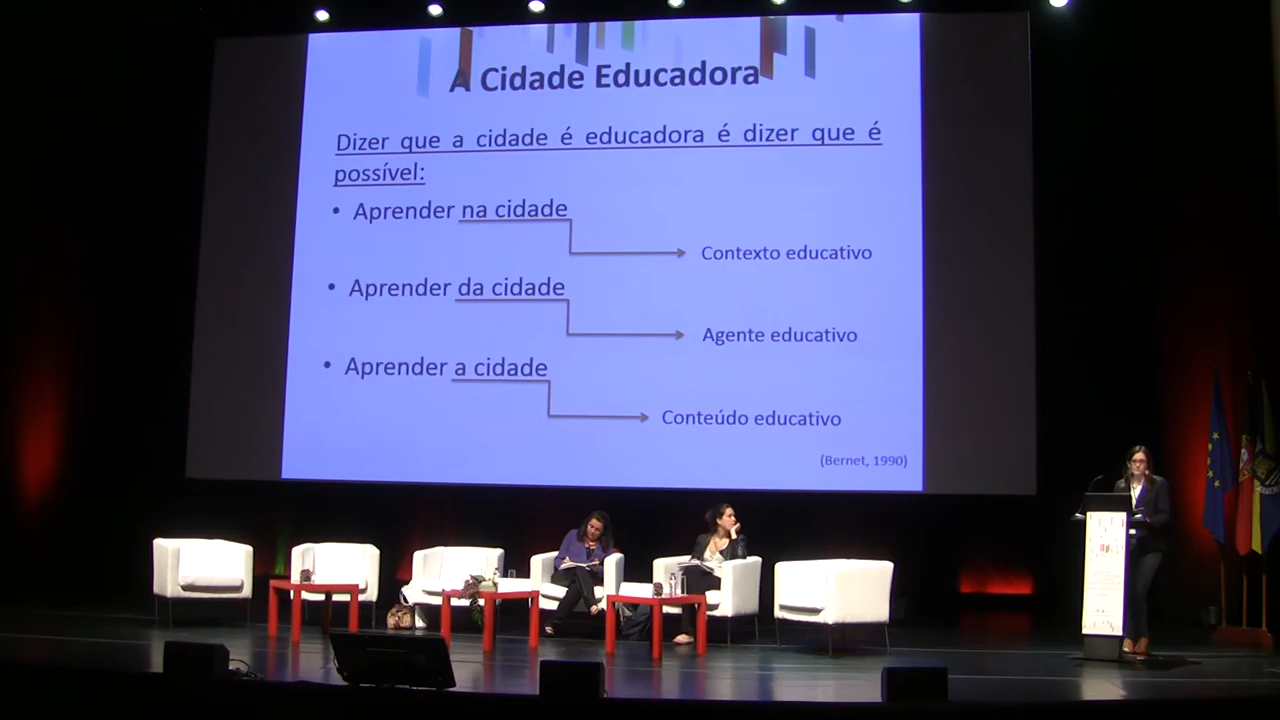 A Cidade Educadora
Dizer que a cidade é educadora é dizer que é
possível:
• Aprender na cidade
Contexto educativo
• Aprender da cidade
Agente educativo
• Aprender a cidade
Conteúdo educativo
(Bernet, 1990)